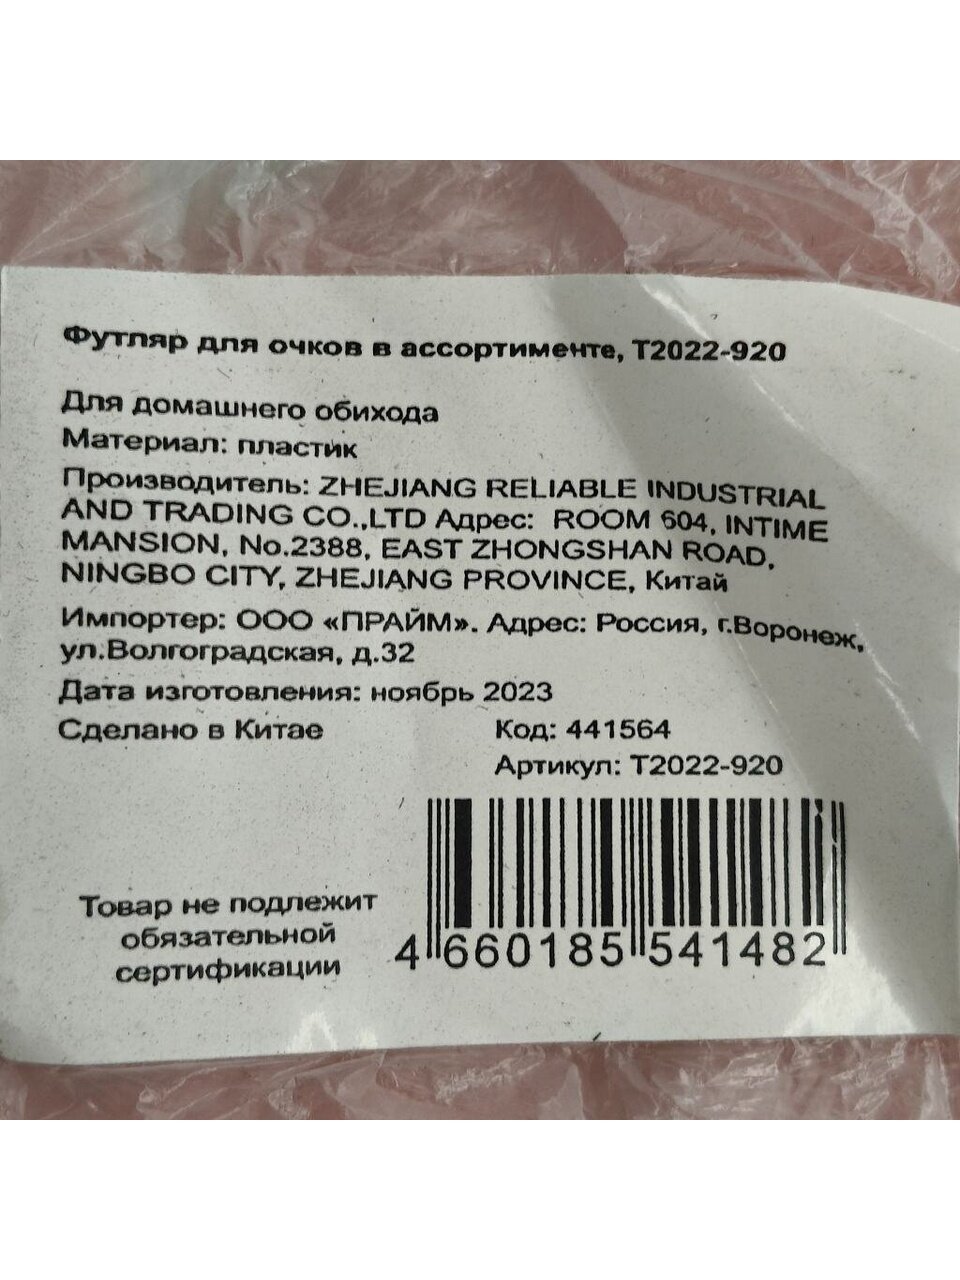 Футляр для очков в ассортименте, Т2022-920
Для домашнего обихода
Материал: пластик
Производитель: ZHEJIANG RELIABLE INDUSTRIAL
AND TRADING CO.,LTD Адрес: ROOM 604, INTIME
MANSION, No.2388, EAST ZHONGSHAN ROAD,
NINGBO CITY, ZHEJIANG PROVINCE, Китай
Импортер: ООО «ПРАЙМ». Адрес: Россия, г.Воронеж,
ул.Волгоградская, д.32
Дата изготовления: ноябрь 2023
Сделано в Китае
Код: 441564
Артикул: Т2022-920
Товар не подлежит
обязательной
сертификации
4 660185 541482